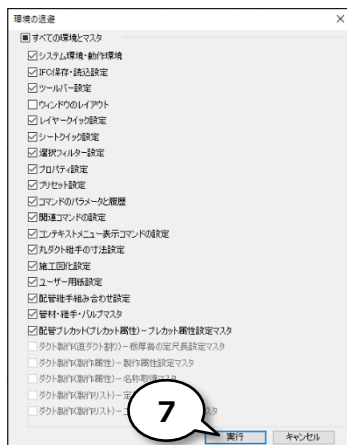 環境の退避
すべての環境とマスタ
システム環境・動作環境
IFC保存・読込設定
ツールバー設定
ウィンドウのレイアウト
レイヤークイック設定
シートクイック設定
選択フィルター設定
プロパティ設定
プリセット設定
コマンドのパラメータと履歴
関連コマンドの設定
コンテキストメニュー表示コマンドの設定
丸ダクト継手の寸法設定
施工図化設定
ユーザー用紙設定
配管継手組み合わせ設定
管材・継手・バルブマスタ
配管プレカット(プレカット属性)-プレカット属性設定マスタ
ダクト製作(直ダクト割り)-板厚毎の定尺長設定マスタ
ダクト製作(製作属性)-製作属性設定マスタ
ダクト製作(製作属性)-名称取得マスタ
ダクト製作(製作リスト)-
ダクト製作(製作リスト)-
7
実行
キャンセル